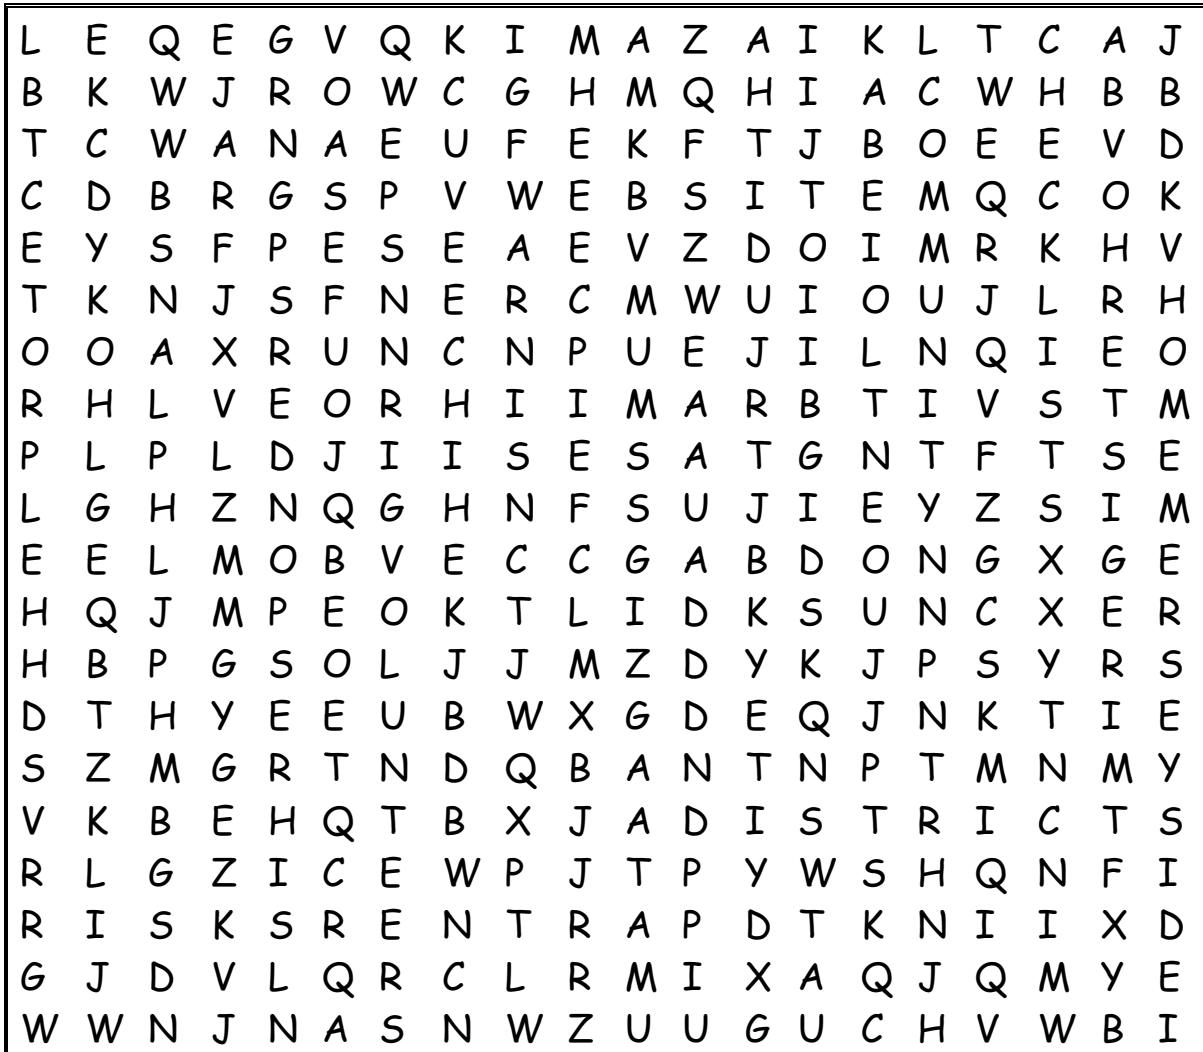 L E Q E G V Q K I M A Z A I K L T C A J
B K W J R O W C G H M Q H I A C W H B B
T C W A N A E U F E K F T J B O E E V D
C D B R G S P V W E B S I T E M Q C O K
E Y S F P E S E A E V Z D O I M R K H V
T K N J S F N E R C M W U I O U J L R H
O O A X R U N C N P U E J I L N Q I E O
R H L V E O R H I I M A R B T I V S T M
P L P L D J I I S E S A T G N T F T S E
L G H Z N Q G H N F S U J I E Y Z S I M
E E L M O B V E C C G A B D O N G X G E
H Q J M P E O K T L I D K S U N C X E R
H B P G S O L J J M Z D Y K J P S Y R S
D T H Y E E U B W X G D E Q J N K T I E
S Z M G R T N D Q B A N T N P T M N M Y
V K B E H Q T B X J A D I S T R I C T S
R L G Z I C E W P J T P Y W S H Q N F I
R I S K S R E N T R A P D T K N I I X D
G J D V L Q R C L R M I X A Q J Q M Y E
W W N J N A S N W Z U U G U C H V W B I